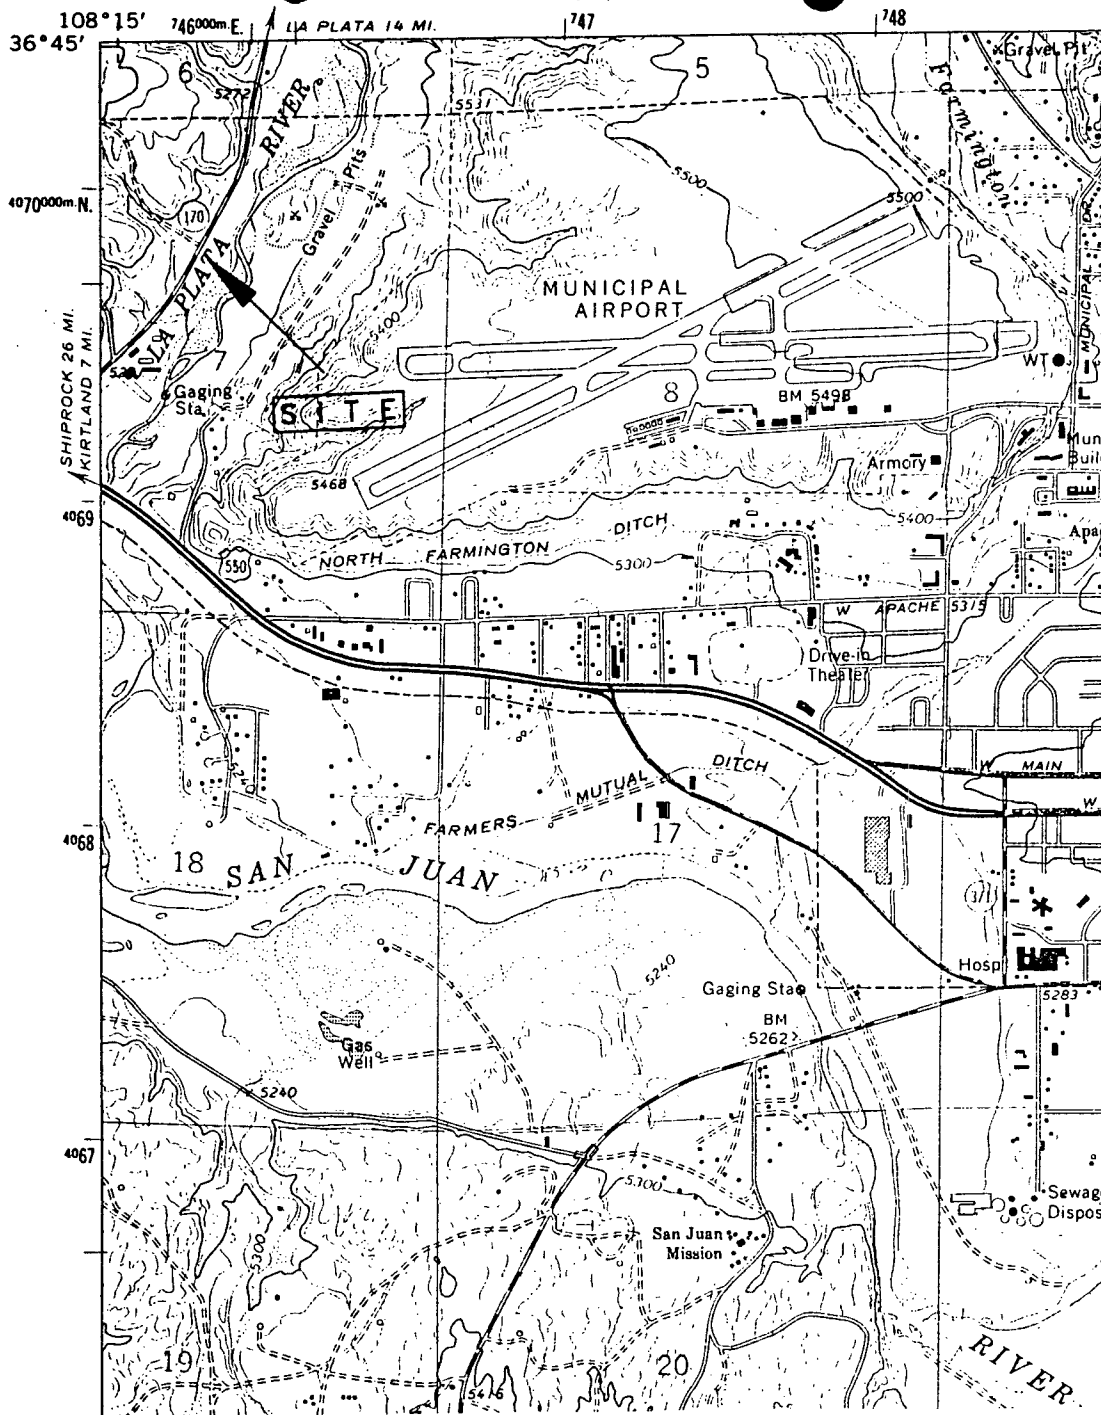 108°15'
746000m.E.
LA PLATA 14 MI.
747
748
36°45'
6
5
Gravel Pit
5272
5531
Farmington
RIVER
Gravel Pits
5500
5500
4070000m.N.
170
LA PLATA
MUNICIPAL DR
MUNICIPAL
AIRPORT
SHIPROCK 26 MI.
KIRTLAND 7 MI.
5400
WT
Gaging
Sta.
SITE
8
BM 5498
Armory
5468
5400
4069
NORTH FARMINGTON DITCH
5300
550
W APACHE 5315
Drive-in
Theater
W MAIN
DITCH
MUTUAL
FARMERS
W
4068
17
18
SAN JUAN
371
5240
Hosp
Gaging Sta
5283
BM
5262
Gas
Well
5240
4067
5300
Sewag
Dispos
San Juan
Mission
5300
19
20
RIVER
5416